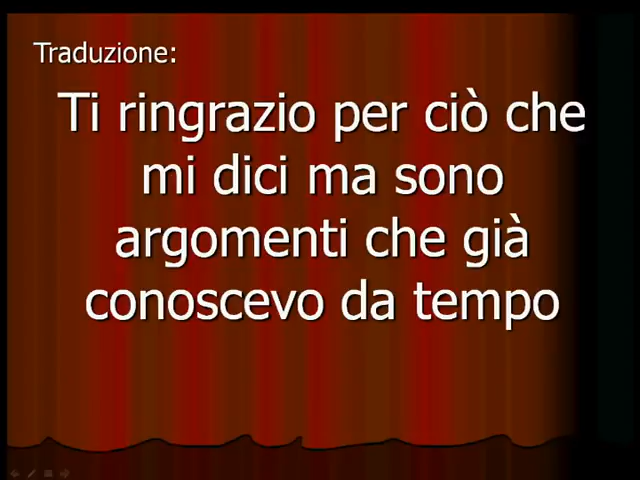 Traduzione:
Ti ringrazio per ciò che
mi dici ma sono
argomenti che già
conoscevo da tempo